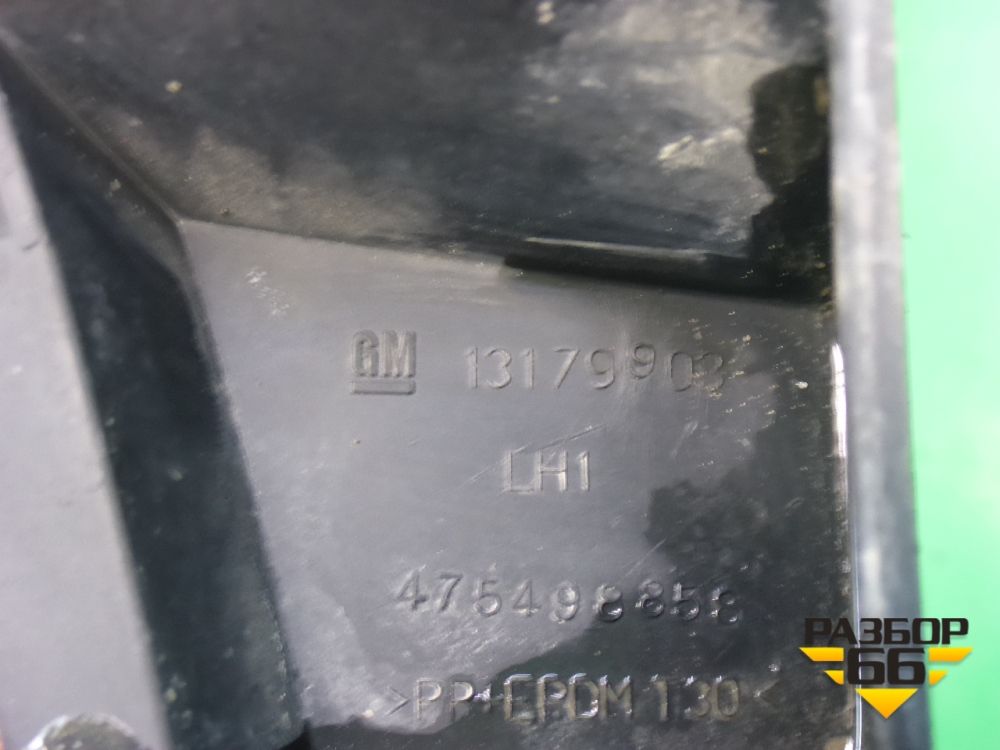 GM 13179903
LH1
475498858
>PP+EPDM T30<
РАЗБОР
66